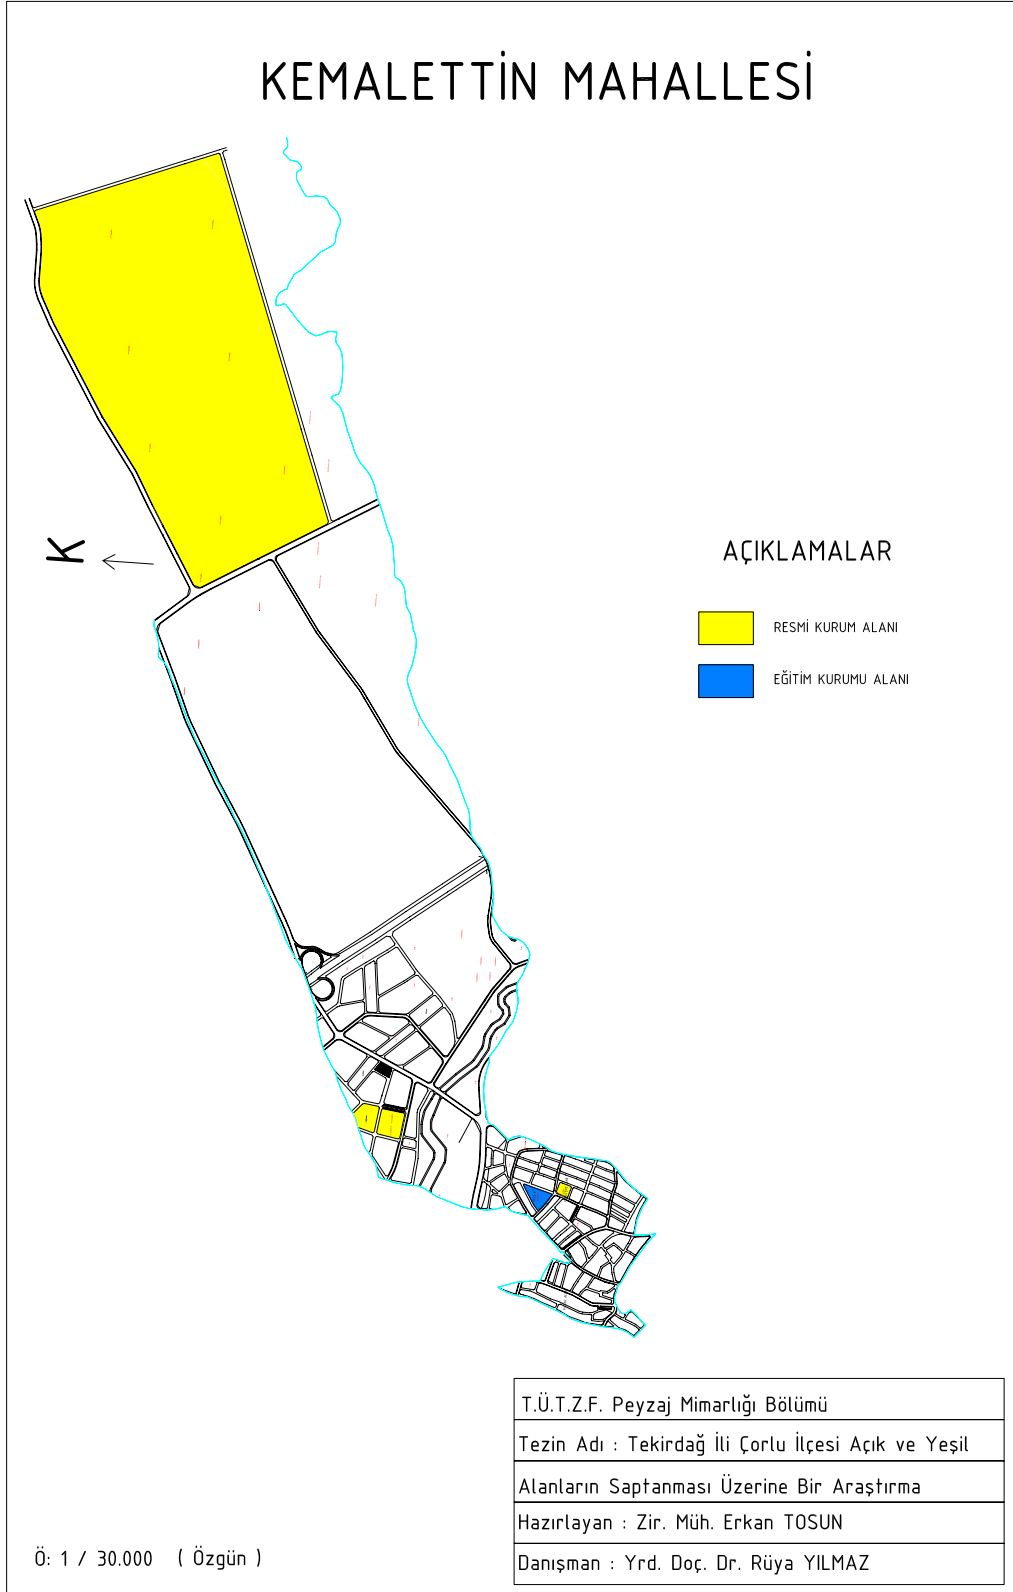 KEMALETTİN MAHALLESİ
K
AÇIKLAMALAR
RESMİ KURUM ALANI
EĞİTİM KURUMU ALANI
T.Ü.T.Z.F. Peyzaj Mimarlığı Bölümü
Tezin Adı : Tekirdağ İli Çorlu İlçesi Açık ve Yeşil
Alanların Saptanması Üzerine Bir Araştırma
Hazırlayan : Zir. Müh. Erkan TOSUN
Danışman : Yrd. Doç. Dr. Rüya YILMAZ
Ö: 1 / 30.000 ( Özgün )